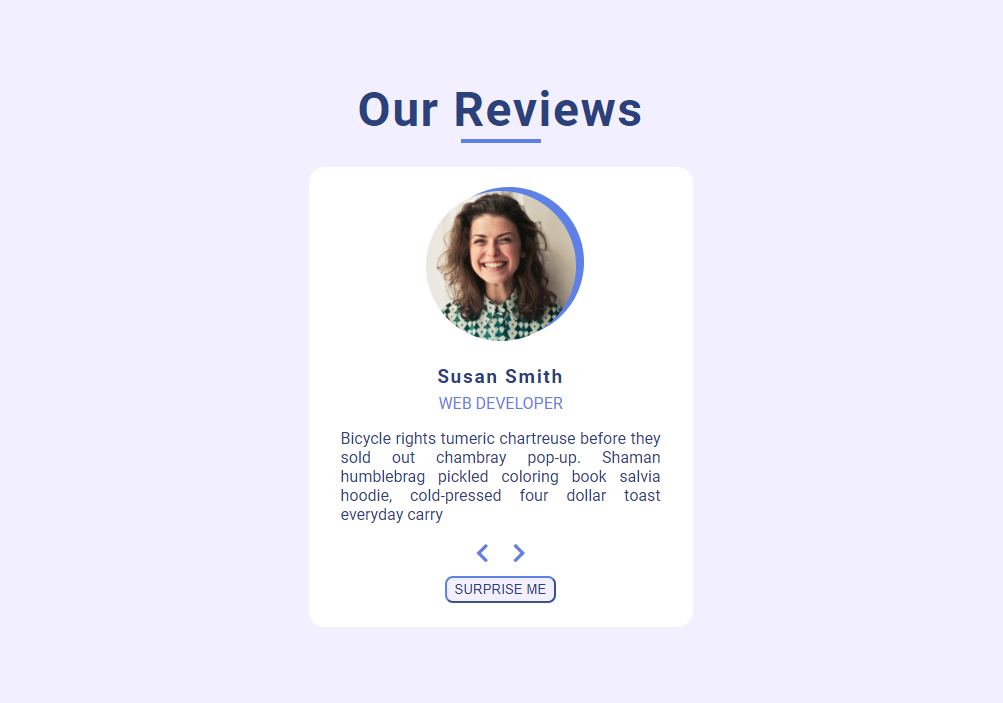 Our Reviews
Susan Smith
WEB DEVELOPER
Bicycle rights tumeric chartreuse before they
sold out chambray pop-up. Shaman
humblebrag pickled coloring book salvia
hoodie, cold-pressed four dollar toast
everyday carry
SURPRISE ME